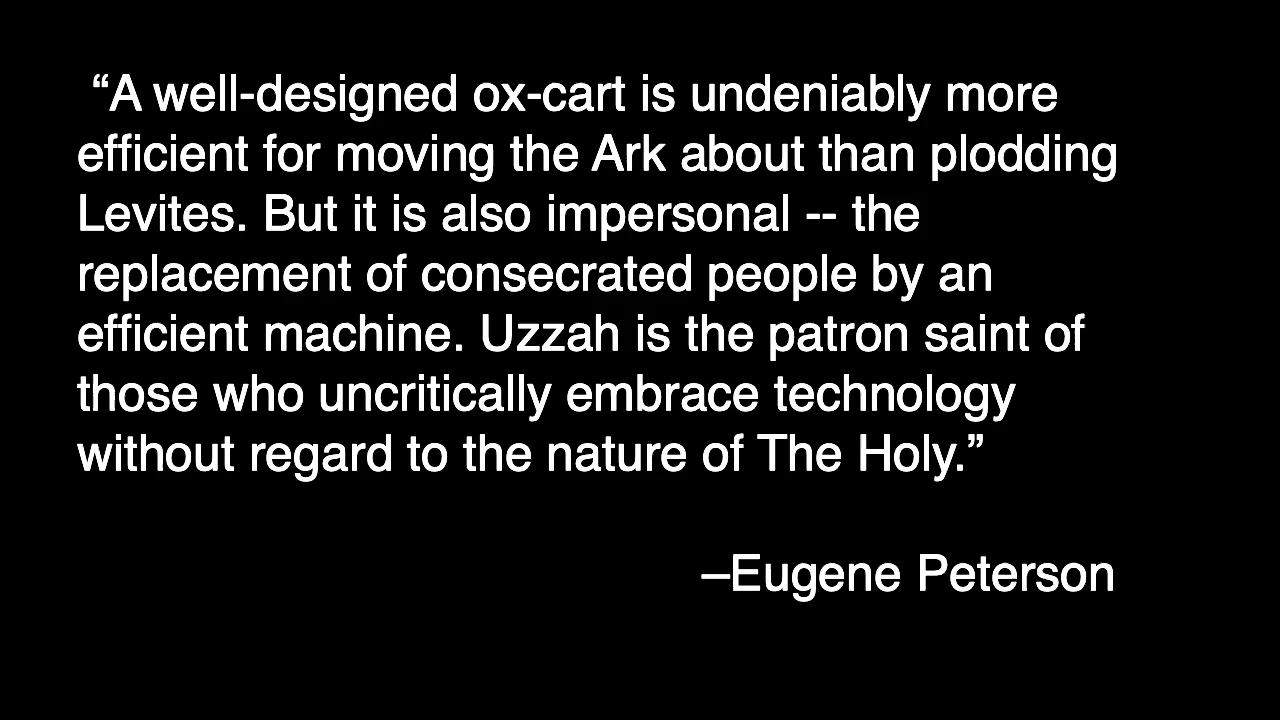 “A well-designed ox-cart is undeniably more
efficient for moving the Ark about than plodding
Levites. But it is also impersonal -- the
replacement of consecrated people by an
efficient machine. Uzzah is the patron saint of
those who uncritically embrace technology
without regard to the nature of The Holy.”
–Eugene Peterson